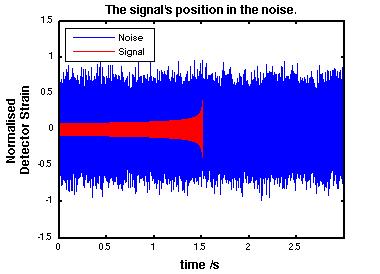 The signal's position in the noise.
Noise
Signal
Normalised
Detector Strain
1.5
1
0.5
0
-0.5
-1
-1.5
0
0.5
1
1.5
2
2.5
time /s